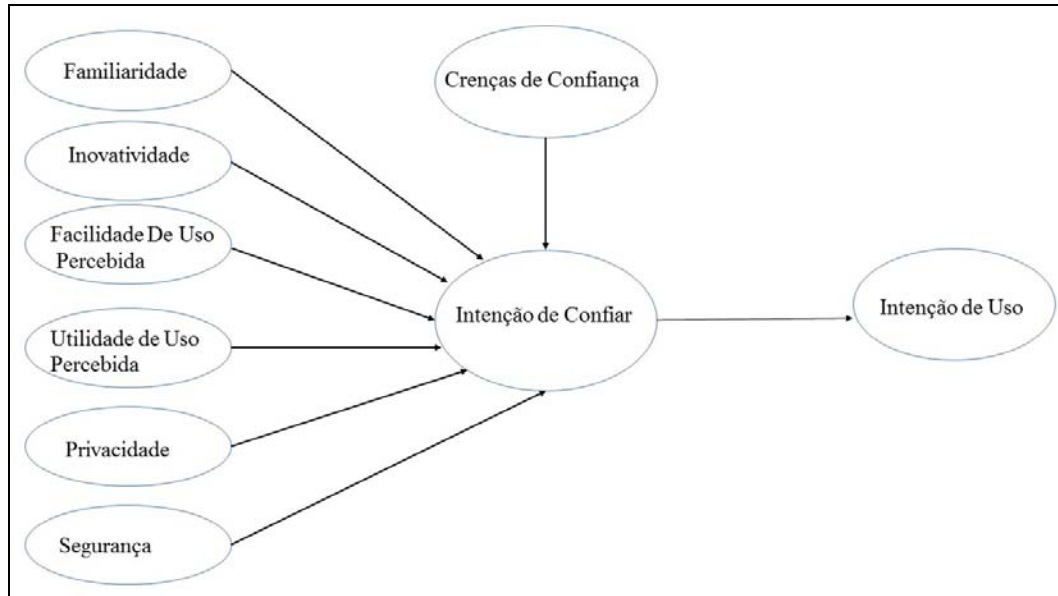 Familiaridade
Inovatividade
Facilidade De Uso
Percebida
Utilidade de Uso
Percebida
Privacidade
Segurança
Crenças de Confiança
Intenção de Confiar
Intenção de Uso